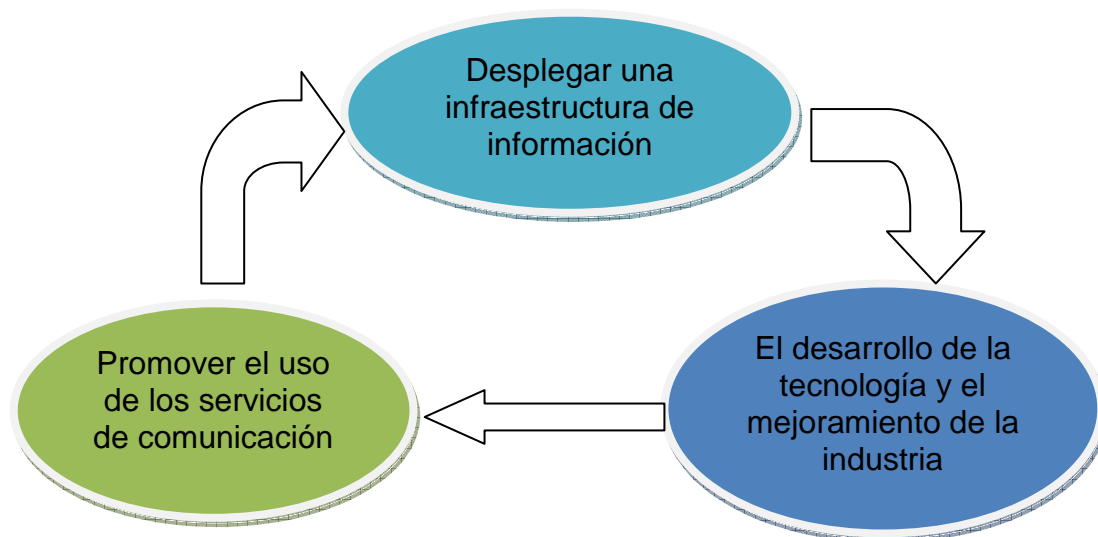 Desplegar una
infraestructura de
información
El desarrollo de la
tecnología y el
mejoramiento de la
industria
Promover el uso
de los servicios
de comunicación